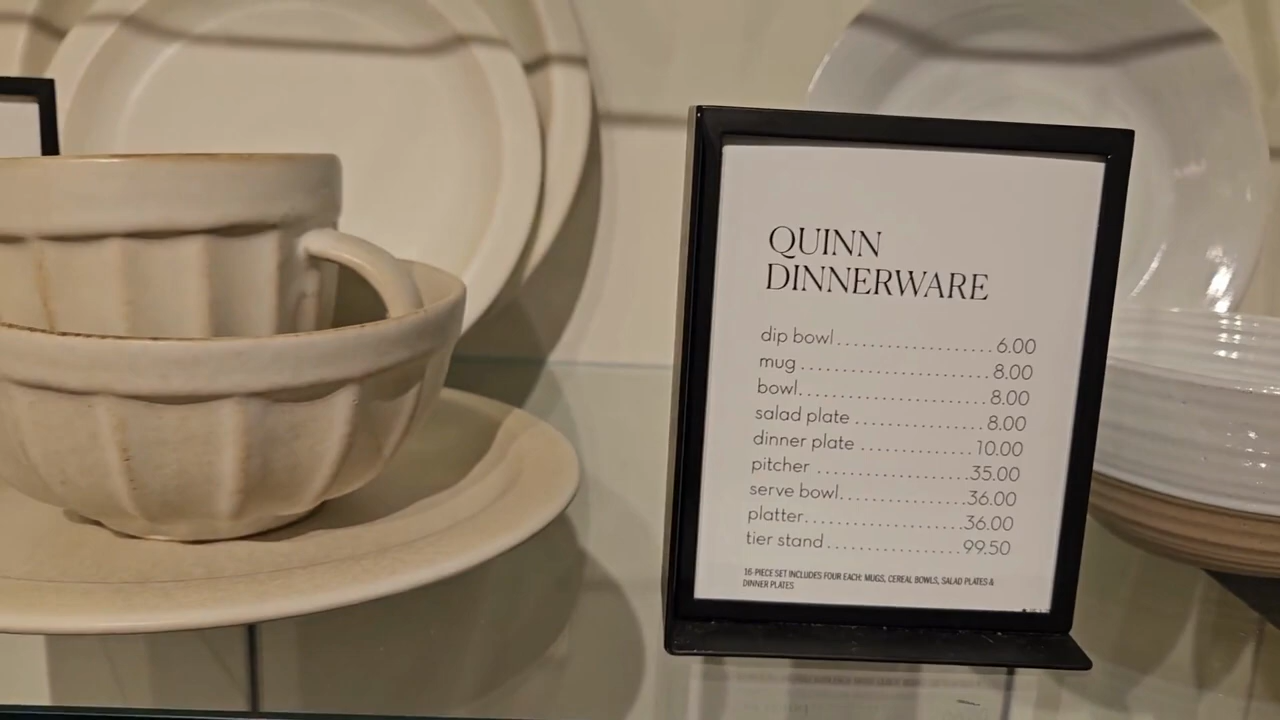 QUINN
DINNERWARE
dip bowl...................6.00
mug....................8.00
bowl....................8.00
salad plate................8.00
dinner plate.............10.00
pitcher..................35.00
serve bowl...............36.00
platter...................36.00
tier stand................99.50
16-PIECE SET INCLUDES FOUR EACH: MUGS, CEREAL BOWLS, SALAD PLATES &
DINNER PLATES